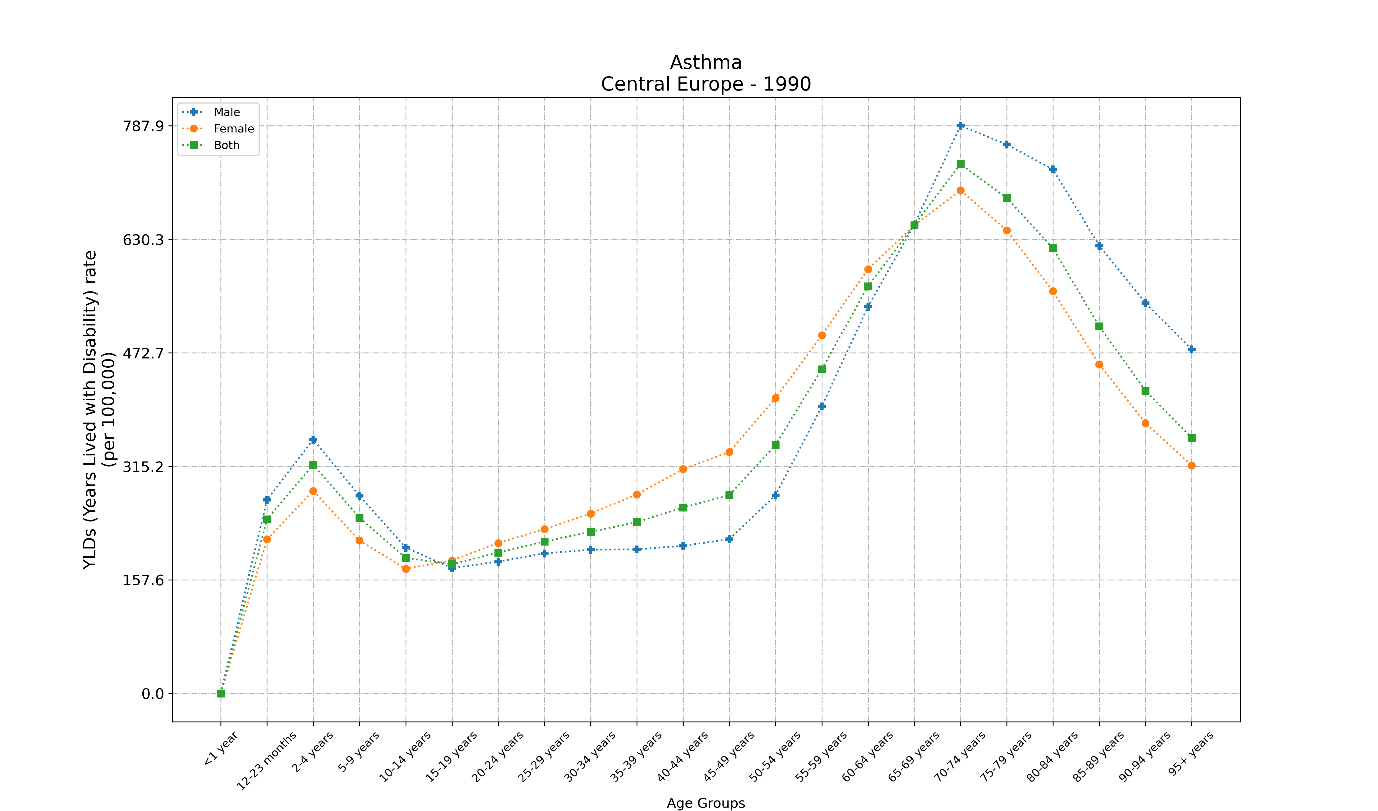 Asthma
Central Europe - 1990
Male
Female
Both
787.9
630.3
472.7
315.2
157.6
0.0
YLDs (Years Lived with Disability) rate
(per 100,000)
<1 year
12-23 months
2-4 years
5-9 years
10-14 years
15-19 years
20-24 years
25-29 years
30-34 years
35-39 years
40-44 years
45-49 years
50-54 years
55-59 years
60-64 years
65-69 years
70-74 years
75-79 years
80-84 years
85-89 years
90-94 years
95+ years
Age Groups